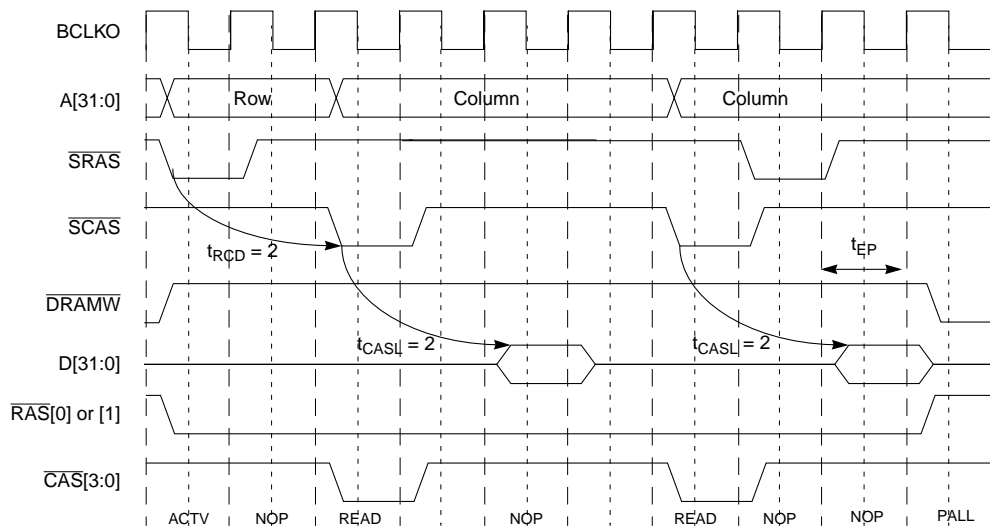 BCLKO
A[31:0] Row Column Column
SRAS
SCAS
tRCD = 2 tEP
DRAMW
tCASL = 2 tCASL = 2
D[31:0]
RAS[0] or [1]
CAS[3:0]
ACTV NOP READ NOP READ NOP NOP PALL